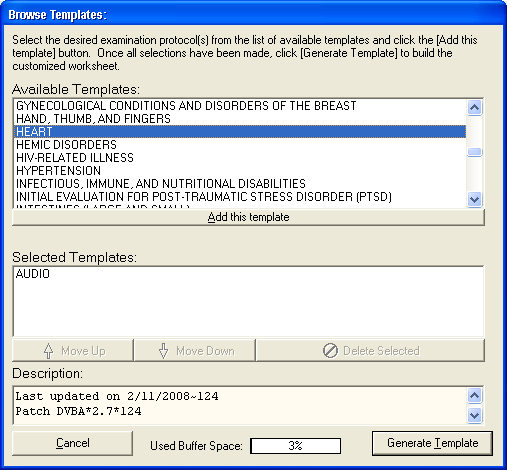 Browse Templates:
Select the desired examination protocol(s) from the list of available templates and click the [Add this
template] button.  Once all selections have been made, click [Generate Template] to build the
customized worksheet.
Available Templates:
GYNECOLOGICAL CONDITIONS AND DISORDERS OF THE BREAST
HAND, THUMB, AND FINGERS
HEART
HEMIC DISORDERS
HIV-RELATED ILLNESS
HYPERTENSION
INFECTIOUS, IMMUNE, AND NUTRITIONAL DISABILITIES
INITIAL EVALUATION FOR POST-TRAUMATIC STRESS DISORDER (PTSD)
INTESTINES (LARGE AND SMALL)
Add this template
Selected Templates:
AUDIO
Move Up
Move Down
Delete Selected
Description:
Last updated on 2/11/2008~124
Patch DVBA*2.7*124
Cancel
Used Buffer Space:
3%
Generate Template